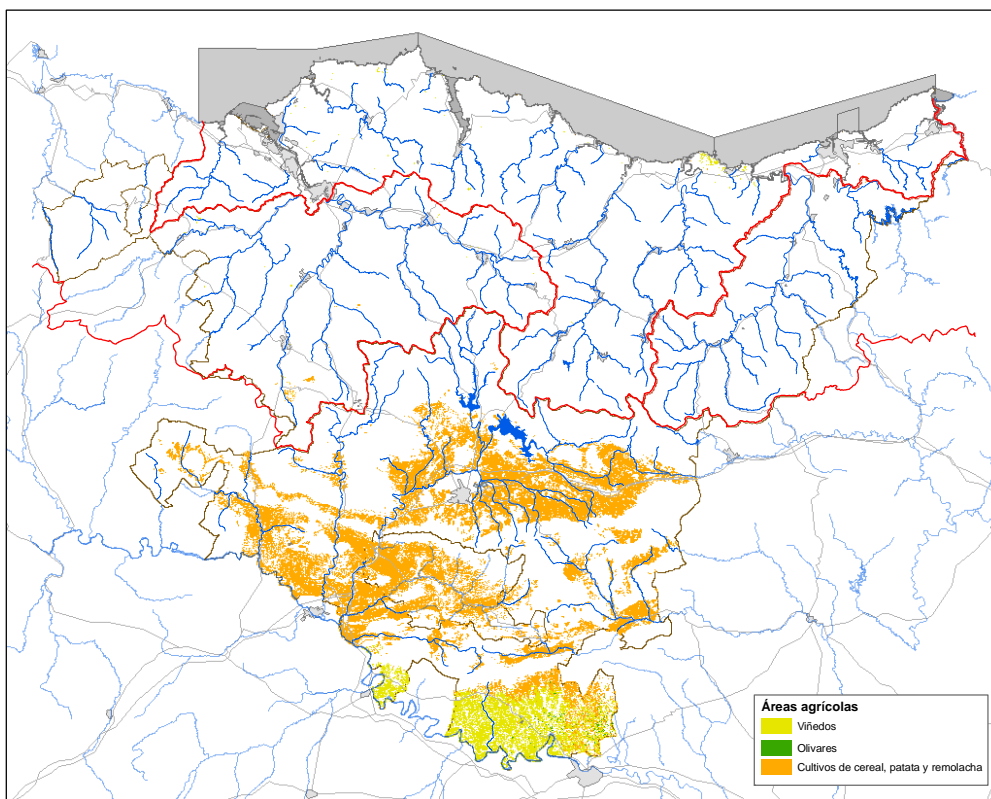 Áreas agrícolas
Viñedos
Olivares
Cultivos de cereal, patata y remolacha